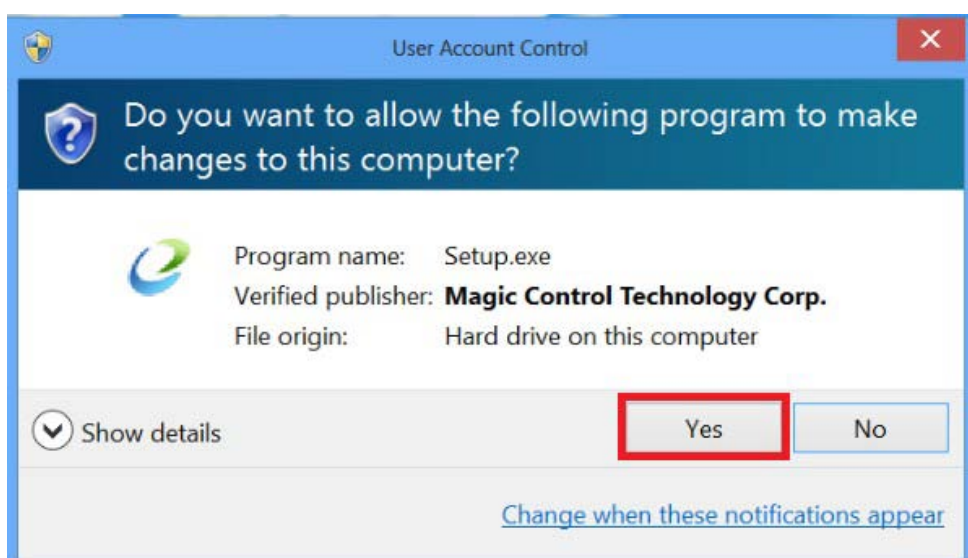 User Account Control
Do you want to allow the following program to make
changes to this computer?
Program name: Setup.exe
Verified publisher: Magic Control Technology Corp.
File origin: Hard drive on this computer
Show details
Yes
No
Change when these notifications appear